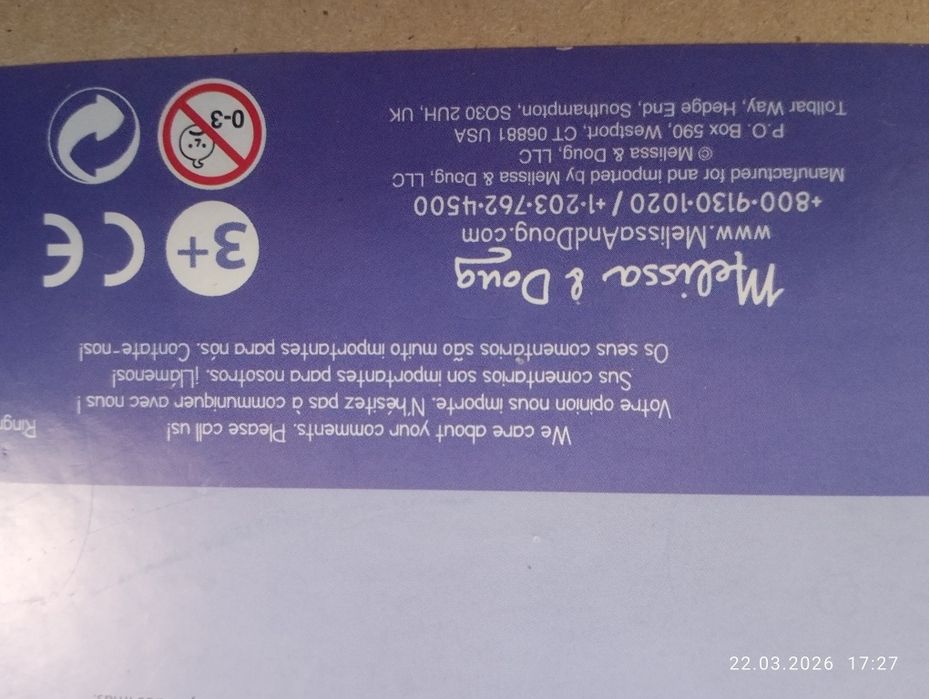 Ringr
We care about your comments. Please call us!
Votre opinion nous importe. N'hésitez pas à communiquer avec nous !
Sus comentarios son importantes para nosotros. ¡Llámenos!
Os seus comentários são muito importantes para nós. Contate-nos!
Melissa & Doug
www.MelissaAndDoug.com
+800-9130-1020 / +1-203-762-4500
Manufactured for and imported by Melissa & Doug, LLC
© Melissa & Doug, LLC
P.O. Box 590, Westport, CT 06881 USA
Tollbar Way, Hedge End, Southampton, SO30 2UH, UK
3+
CE
0-3
22.03.2026 17:27